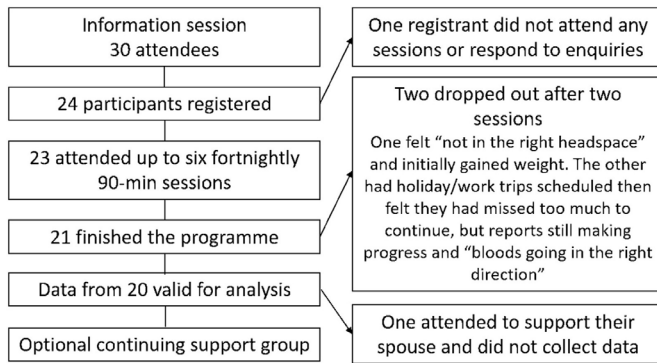 Information session
30 attendees
24 participants registered
23 attended up to six fortnightly
90-min sessions
21 finished the programme
Data from 20 valid for analysis
Optional continuing support group
One registrant did not attend any
sessions or respond to enquiries
Two dropped out after two
sessions
One felt “not in the right headspace”
and initially gained weight. The other
had holiday/work trips scheduled then
felt they had missed too much to
continue, but reports still making
progress and “bloods going in the right
direction”
One attended to support their
spouse and did not collect data